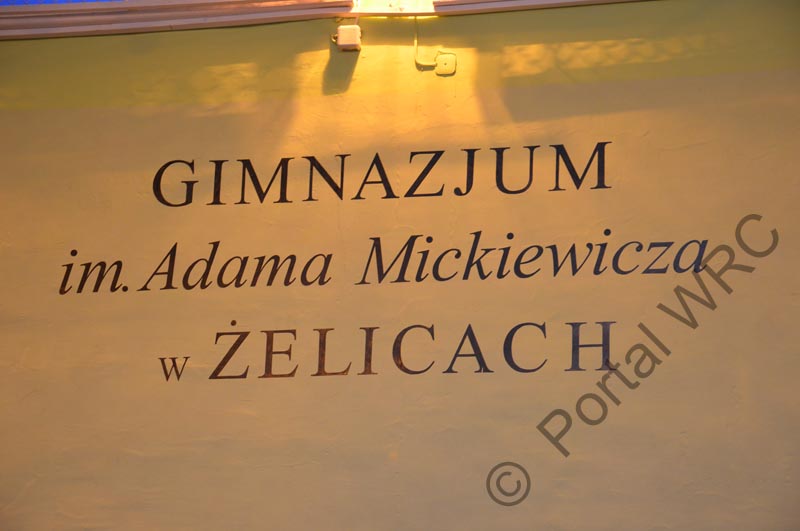 GIMNAZJUM
im. Adama Mickiewicza
w ŻELICACH
© Portal WRC